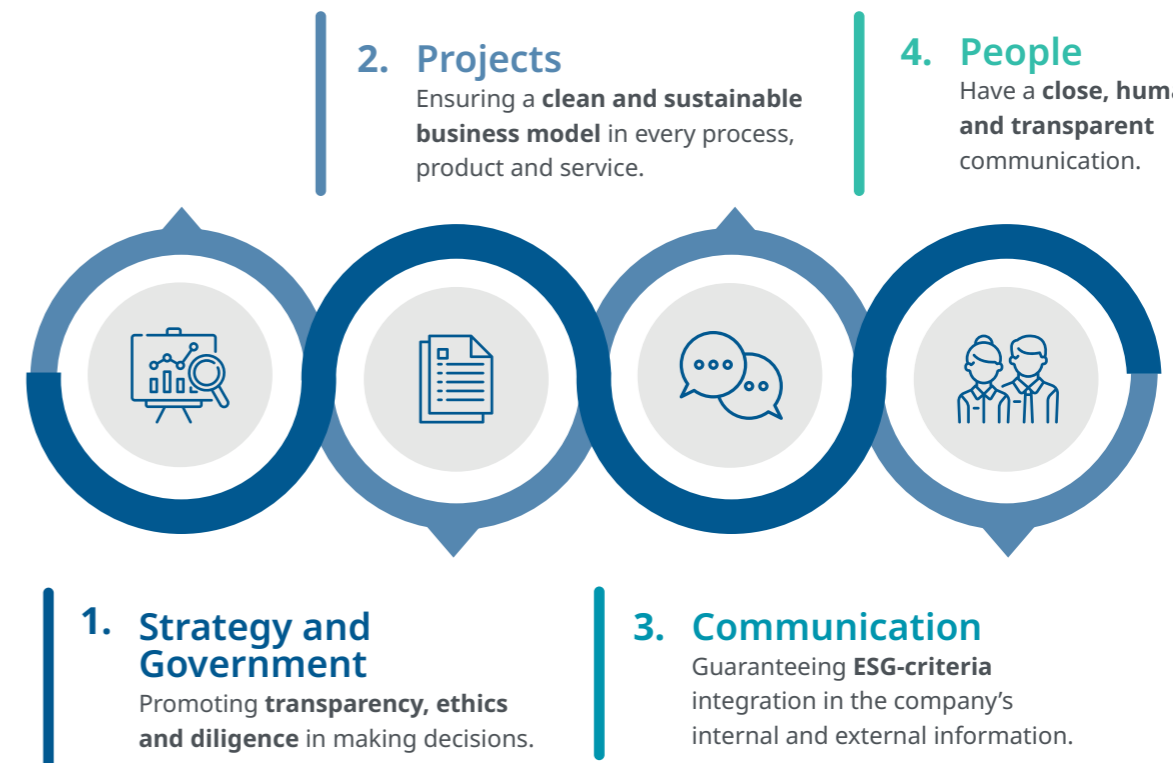 1. Strategy and
Government
Promoting transparency, ethics
and diligence in making decisions.
2. Projects
Ensuring a clean and sustainable
business model in every process,
product and service.
3. Communication
Guaranteeing ESG-criteria
integration in the company’s
internal and external information.
4. People
Have a close,
and transparent
communication.